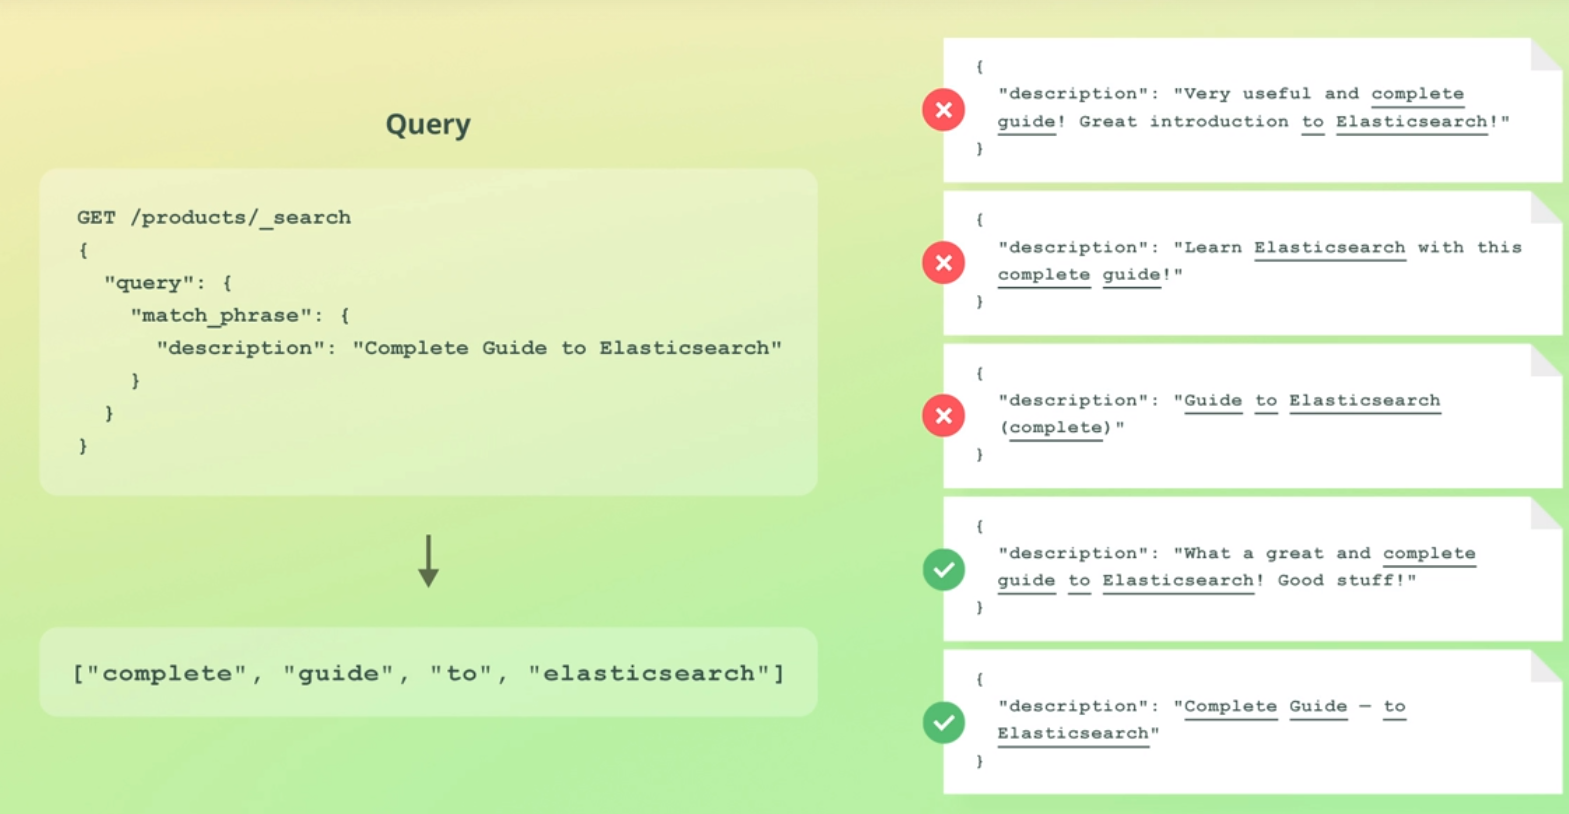 Query
GET /products/_search
{
  "query": {
    "match_phrase": {
      "description": "Complete Guide to Elasticsearch"
    }
  }
}
["complete", "guide", "to", "elasticsearch"]
{
  "description": "Very useful and complete
  guide! Great introduction to Elasticsearch!"
}
{
  "description": "Learn Elasticsearch with this
  complete guide!"
}
{
  "description": "Guide to Elasticsearch
  (complete)"
}
{
  "description": "What a great and complete
  guide to Elasticsearch! Good stuff!"
}
{
  "description": "Complete Guide — to
  Elasticsearch"
}